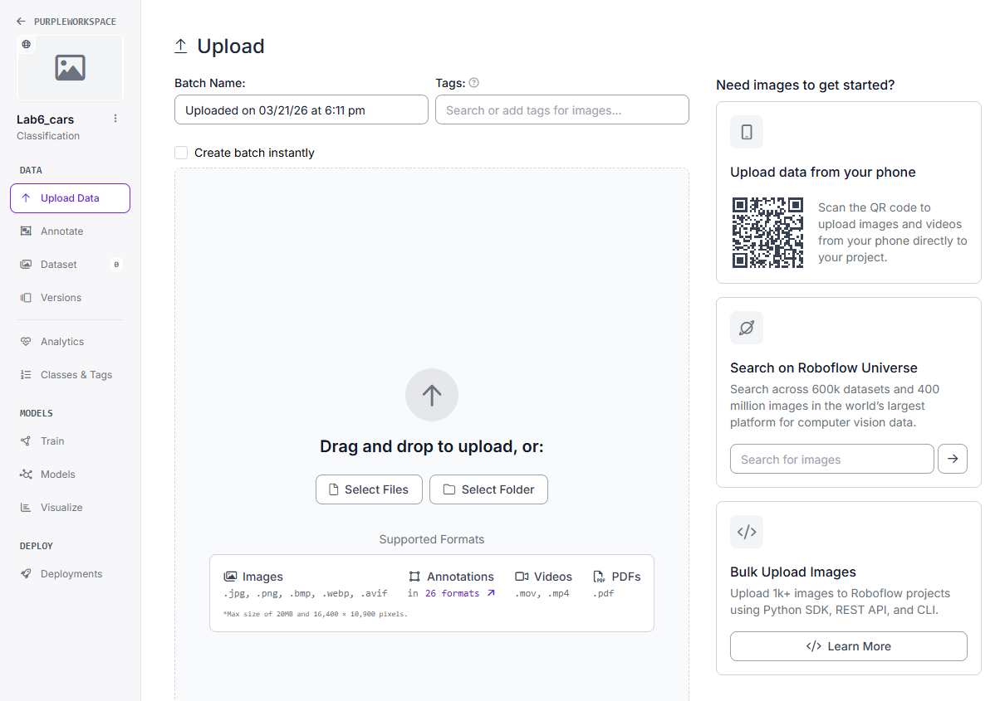 PURPLEWORKSPACE
Lab6_cars
Classification
DATA
Upload Data
Annotate
Dataset 0
Versions
Analytics
Classes & Tags
MODELS
Train
Models
Visualize
DEPLOY
Deployments
Upload
Batch Name:
Uploaded on 03/21/26 at 6:11 pm
Tags:
Search or add tags for images...
Create batch instantly
Drag and drop to upload, or:
Select Files
Select Folder
Supported Formats
Images
.jpg, .png, .bmp, .webp, .avif
*Max size of 20MB and 16,400 × 10,900 pixels.
Annotations
in 26 formats
Videos
.mov, .mp4
PDFs
.pdf
Need images to get started?
Upload data from your phone
Scan the QR code to
upload images and videos
from your phone directly to
your project.
Search on Roboflow Universe
Search across 600k datasets and 400
million images in the world's largest
platform for computer vision data.
Search for images
Bulk Upload Images
Upload 1k+ images to Roboflow projects
using Python SDK, REST API, and CLI.
</> Learn More